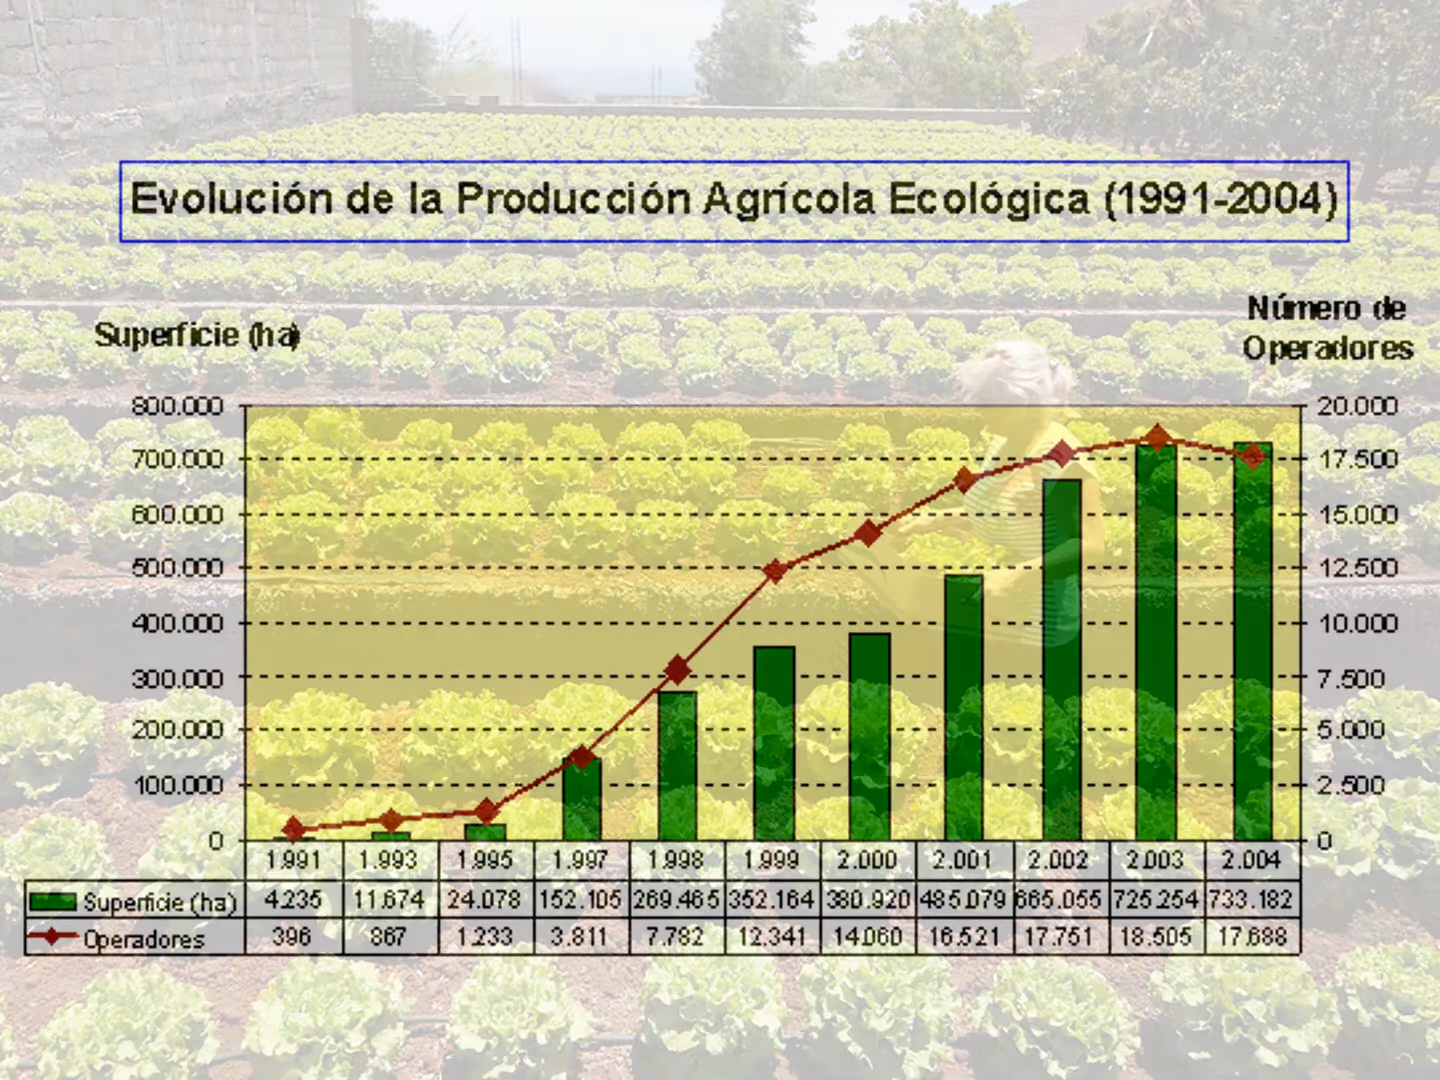 Evolución de la Producción Agrícola Ecológica (1991-2004)
Superficie (ha)
Número de
Operadores
800.000 20.000
700.000 17.500
600.000 15.000
500.000 12.500
400.000 10.000
300.000 7.500
200.000 5.000
100.000 2.500
0 0
1.991 1.993 1.995 1.997 1.998 1.999 2.000 2.001 2.002 2.003 2.004
Superficie (ha) 4.235 11.674 24.078 152.105 269.465 352.164 380.920 485.079 665.055 725.254 733.182
Operadores 396 867 1.233 3.811 7.782 12.341 14.060 16.521 17.751 18.505 17.688